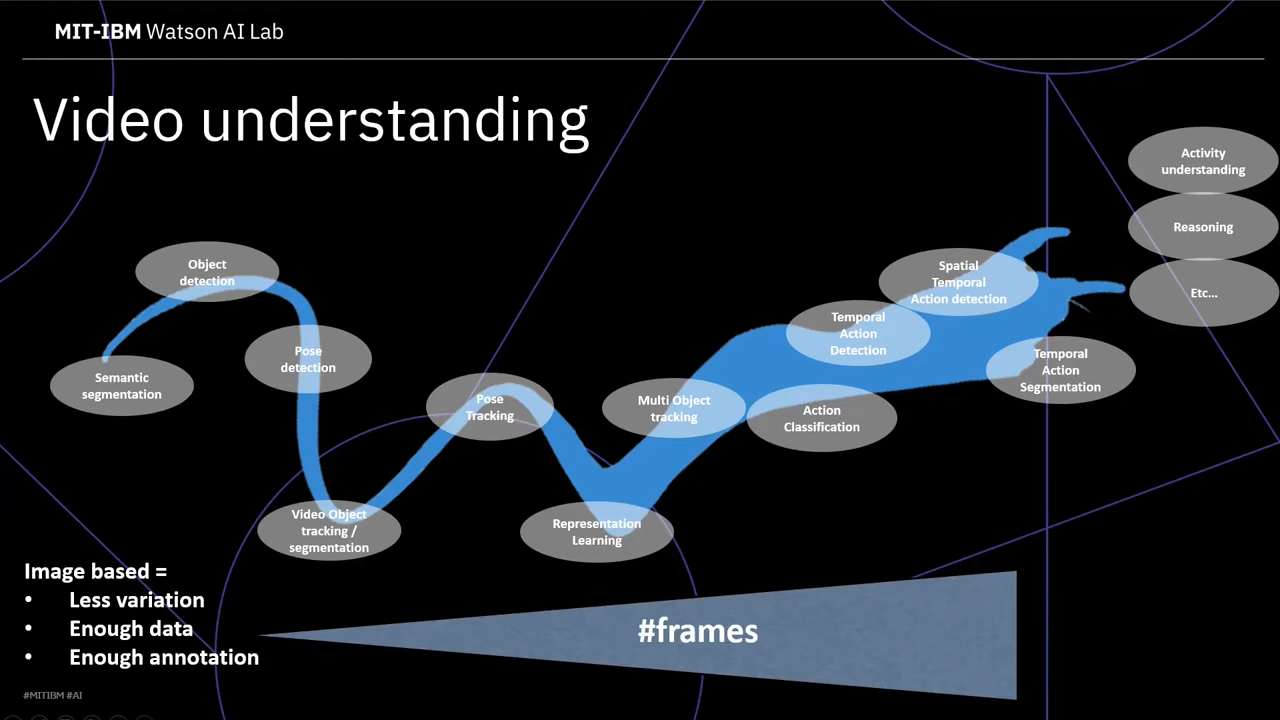 MIT-IBM Watson AI Lab
Video understanding
Activity
understanding
Reasoning
Etc...
Object
detection
Semantic
segmentation
Pose
detection
Video Object
tracking /
segmentation
Pose
Tracking
Representation
Learning
Multi Object
tracking
Action
Classification
Temporal
Action
Detection
Spatial
Temporal
Action detection
Temporal
Action
Segmentation
Image based =
• Less variation
• Enough data
• Enough annotation
#frames
#MITIBM #AI